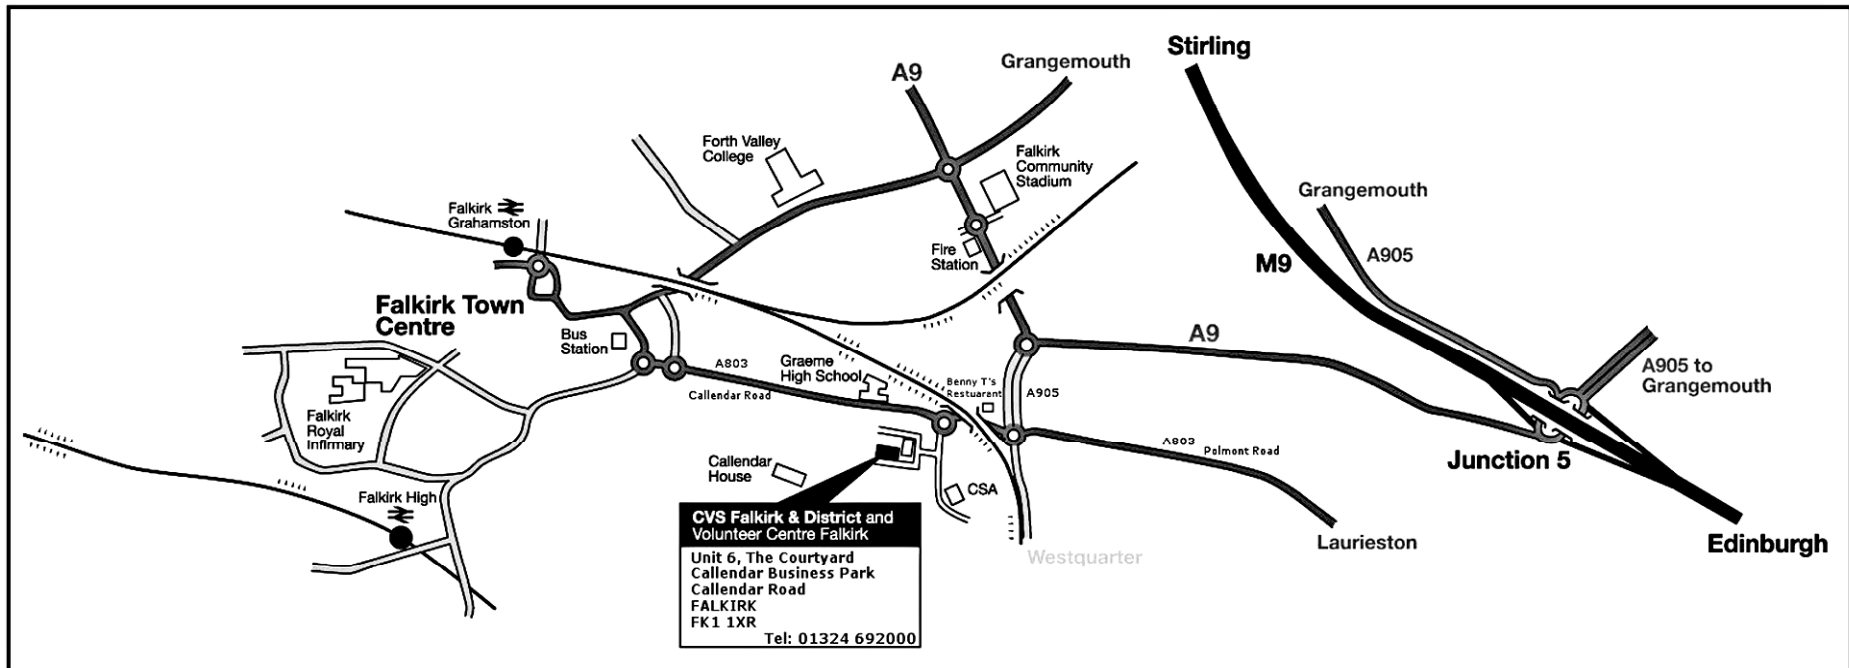 Stirling
A9
Grangemouth
Forth Valley
College
Falkirk
Community
Stadium
Grangemouth
Falkirk
Grahamston
Fire
Station
M9
A905
Falkirk Town
Centre
Bus
Station
A803
Callendar Road
Graeme
High School
A9
Benny T's
Restuarant
A905
A905 to
Grangemouth
Falkirk
Royal
Infirmary
A803
Polmont Road
Junction 5
Callendar
House
CSA
Falkirk High
CVS Falkirk & District and
Volunteer Centre Falkirk
Unit 6, The Courtyard
Callendar Business Park
Callendar Road
FALKIRK
FK1 1XR
Tel: 01324 692000
Westquarter
Laurieston
Edinburgh